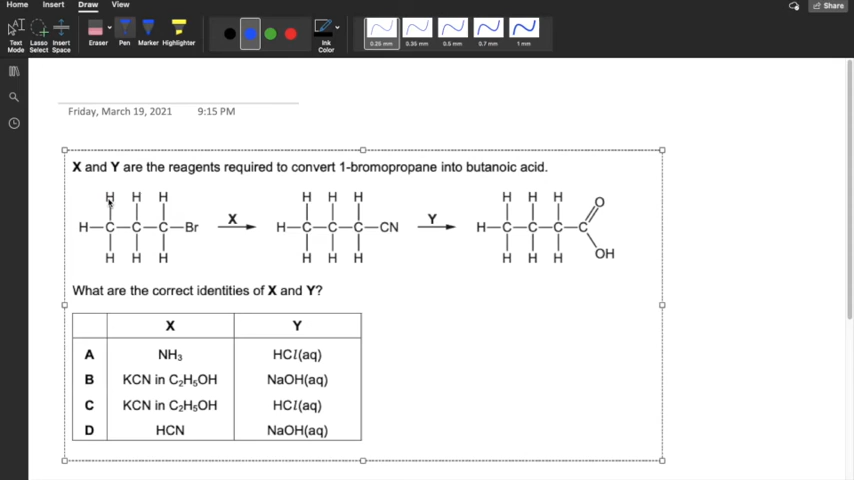 Home Insert Draw View
Share
Text Mode
Lasso Select
Insert Space
Eraser
Pen
Marker
Highlighter
Ink Color
0.25 mm
0.35 mm
0.5 mm
0.7 mm
1 mm
Friday, March 19, 2021 9:15 PM
X and Y are the reagents required to convert 1-bromopropane into butanoic acid.
H H H H H H H H H O
H—C—C—C—Br X H—C—C—C—CN Y H—C—C—C—C
H H H H H H H H H OH
What are the correct identities of X and Y?
X Y
A NH₃ HCl(aq)
B KCN in C₂H₅OH NaOH(aq)
C KCN in C₂H₅OH HCl(aq)
D HCN NaOH(aq)